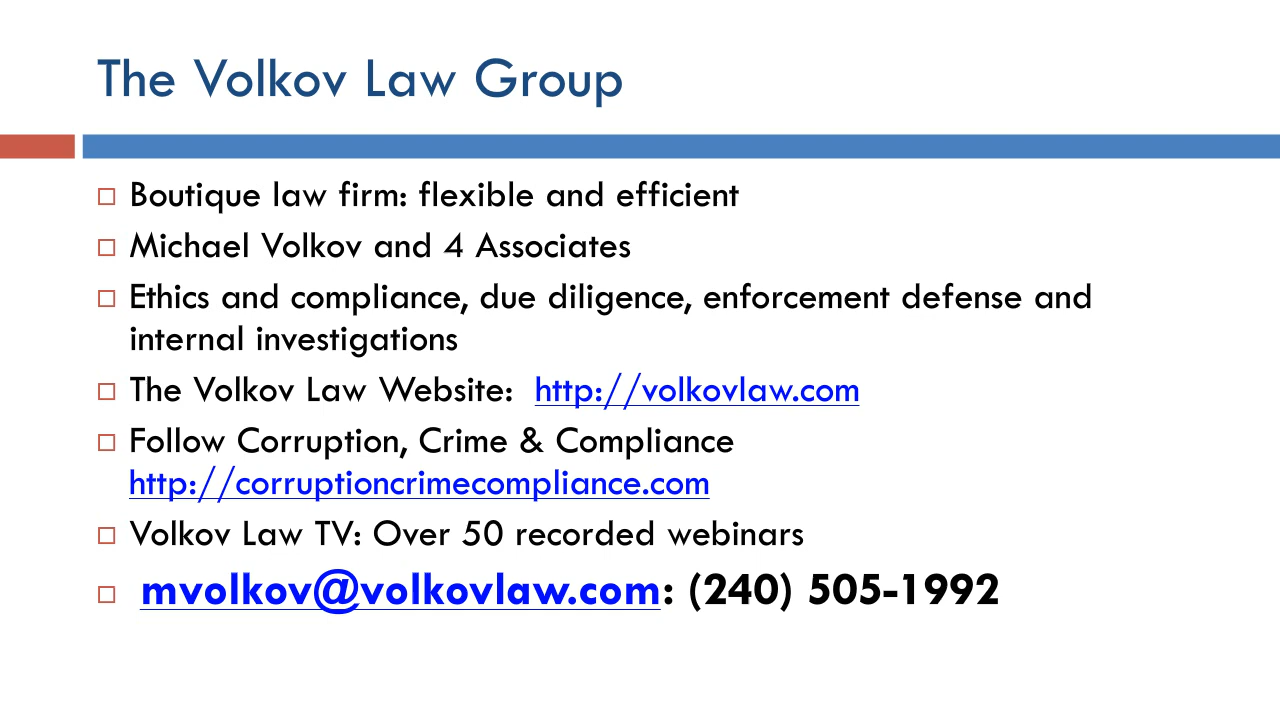 The Volkov Law Group
Boutique law firm: flexible and efficient
Michael Volkov and 4 Associates
Ethics and compliance, due diligence, enforcement defense and
internal investigations
The Volkov Law Website:  http://volkovlaw.com
Follow Corruption, Crime & Compliance
http://corruptioncrimecompliance.com
Volkov Law TV: Over 50 recorded webinars
mvolkov@volkovlaw.com: (240) 505-1992